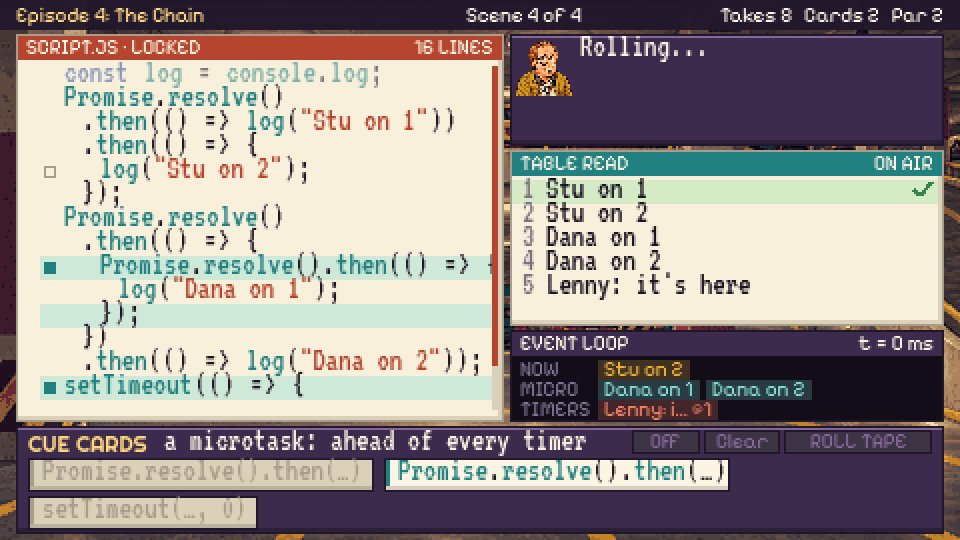 Episode 4: The Chain
Scene 4 of 4
Takes 8 Cards 2 Par 2
SCRIPT.JS · LOCKED
16 LINES
const log = console.log;
Promise.resolve()
.then(() => log("Stu on 1"))
.then(() => {
log("Stu on 2");
});
Promise.resolve()
.then(() => {
Promise.resolve().then(() => {
log("Dana on 1");
});
})
.then(() => log("Dana on 2"));
setTimeout(() => {
Rolling...
TABLE READ
ON AIR
1 Stu on 1
2 Stu on 2
3 Dana on 1
4 Dana on 2
5 Lenny: it's here
EVENT LOOP
t = 0 ms
NOW Stu on 2
MICRO Dana on 1 Dana on 2
TIMERS Lenny: i... @1
CUE CARDS a microtask: ahead of every timer
Off Clear ROLL TAPE
Promise.resolve().then(…) Promise.resolve().then(…)
setTimeout(…, 0)